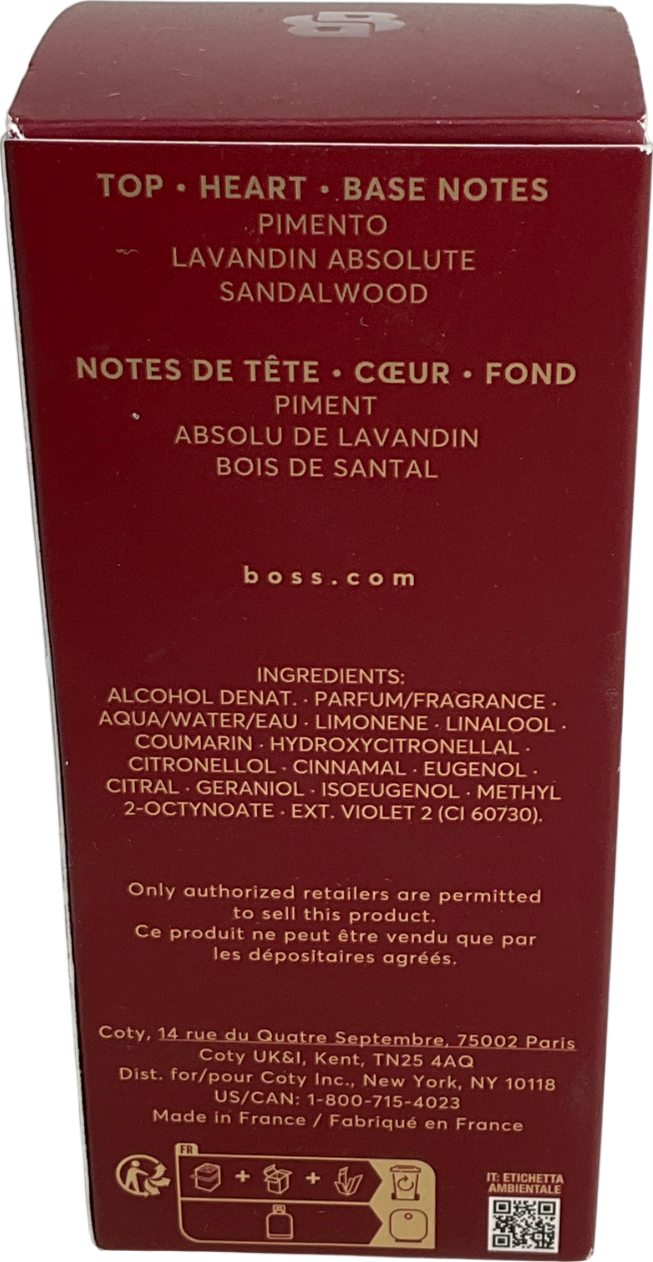 TOP • HEART • BASE NOTES
PIMENTO
LAVANDIN ABSOLUTE
SANDALWOOD
NOTES DE TÊTE • CŒUR • FOND
PIMENT
ABSOLU DE LAVANDIN
BOIS DE SANTAL
boss.com
INGREDIENTS:
ALCOHOL DENAT. · PARFUM/FRAGRANCE ·
AQUA/WATER/EAU · LIMONENE · LINALOOL ·
COUMARIN · HYDROXYCITRONELLAL ·
CITRONELLOL · CINNAMAL · EUGENOL ·
CITRAL · GERANIOL · ISOEUGENOL · METHYL
2-OCTYNOATE · EXT. VIOLET 2 (CI 60730).
Only authorized retailers are permitted
to sell this product.
Ce produit ne peut être vendu que par
les dépositaires agréés.
Coty, 14 rue du Quatre Septembre, 75002 Paris
Coty UK&I, Kent, TN25 4AQ
Dist. for/pour Coty Inc., New York, NY 10118
US/CAN: 1-800-715-4023
Made in France / Fabriqué en France
FR
IT: ETICHETTA
AMBIENTALE